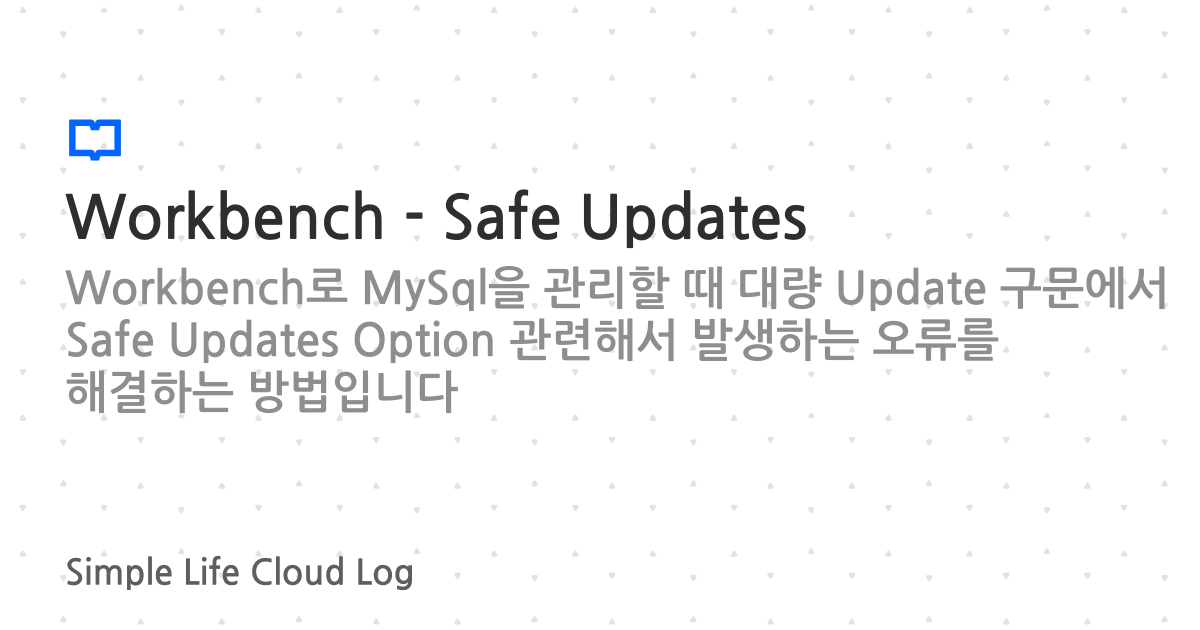 Workbench - Safe Updates
Workbench로 MySql을 관리할 때 대량 Update 구문에서
Safe Updates Option 관련해서 발생하는 오류를
해결하는 방법입니다
Simple Life Cloud Log